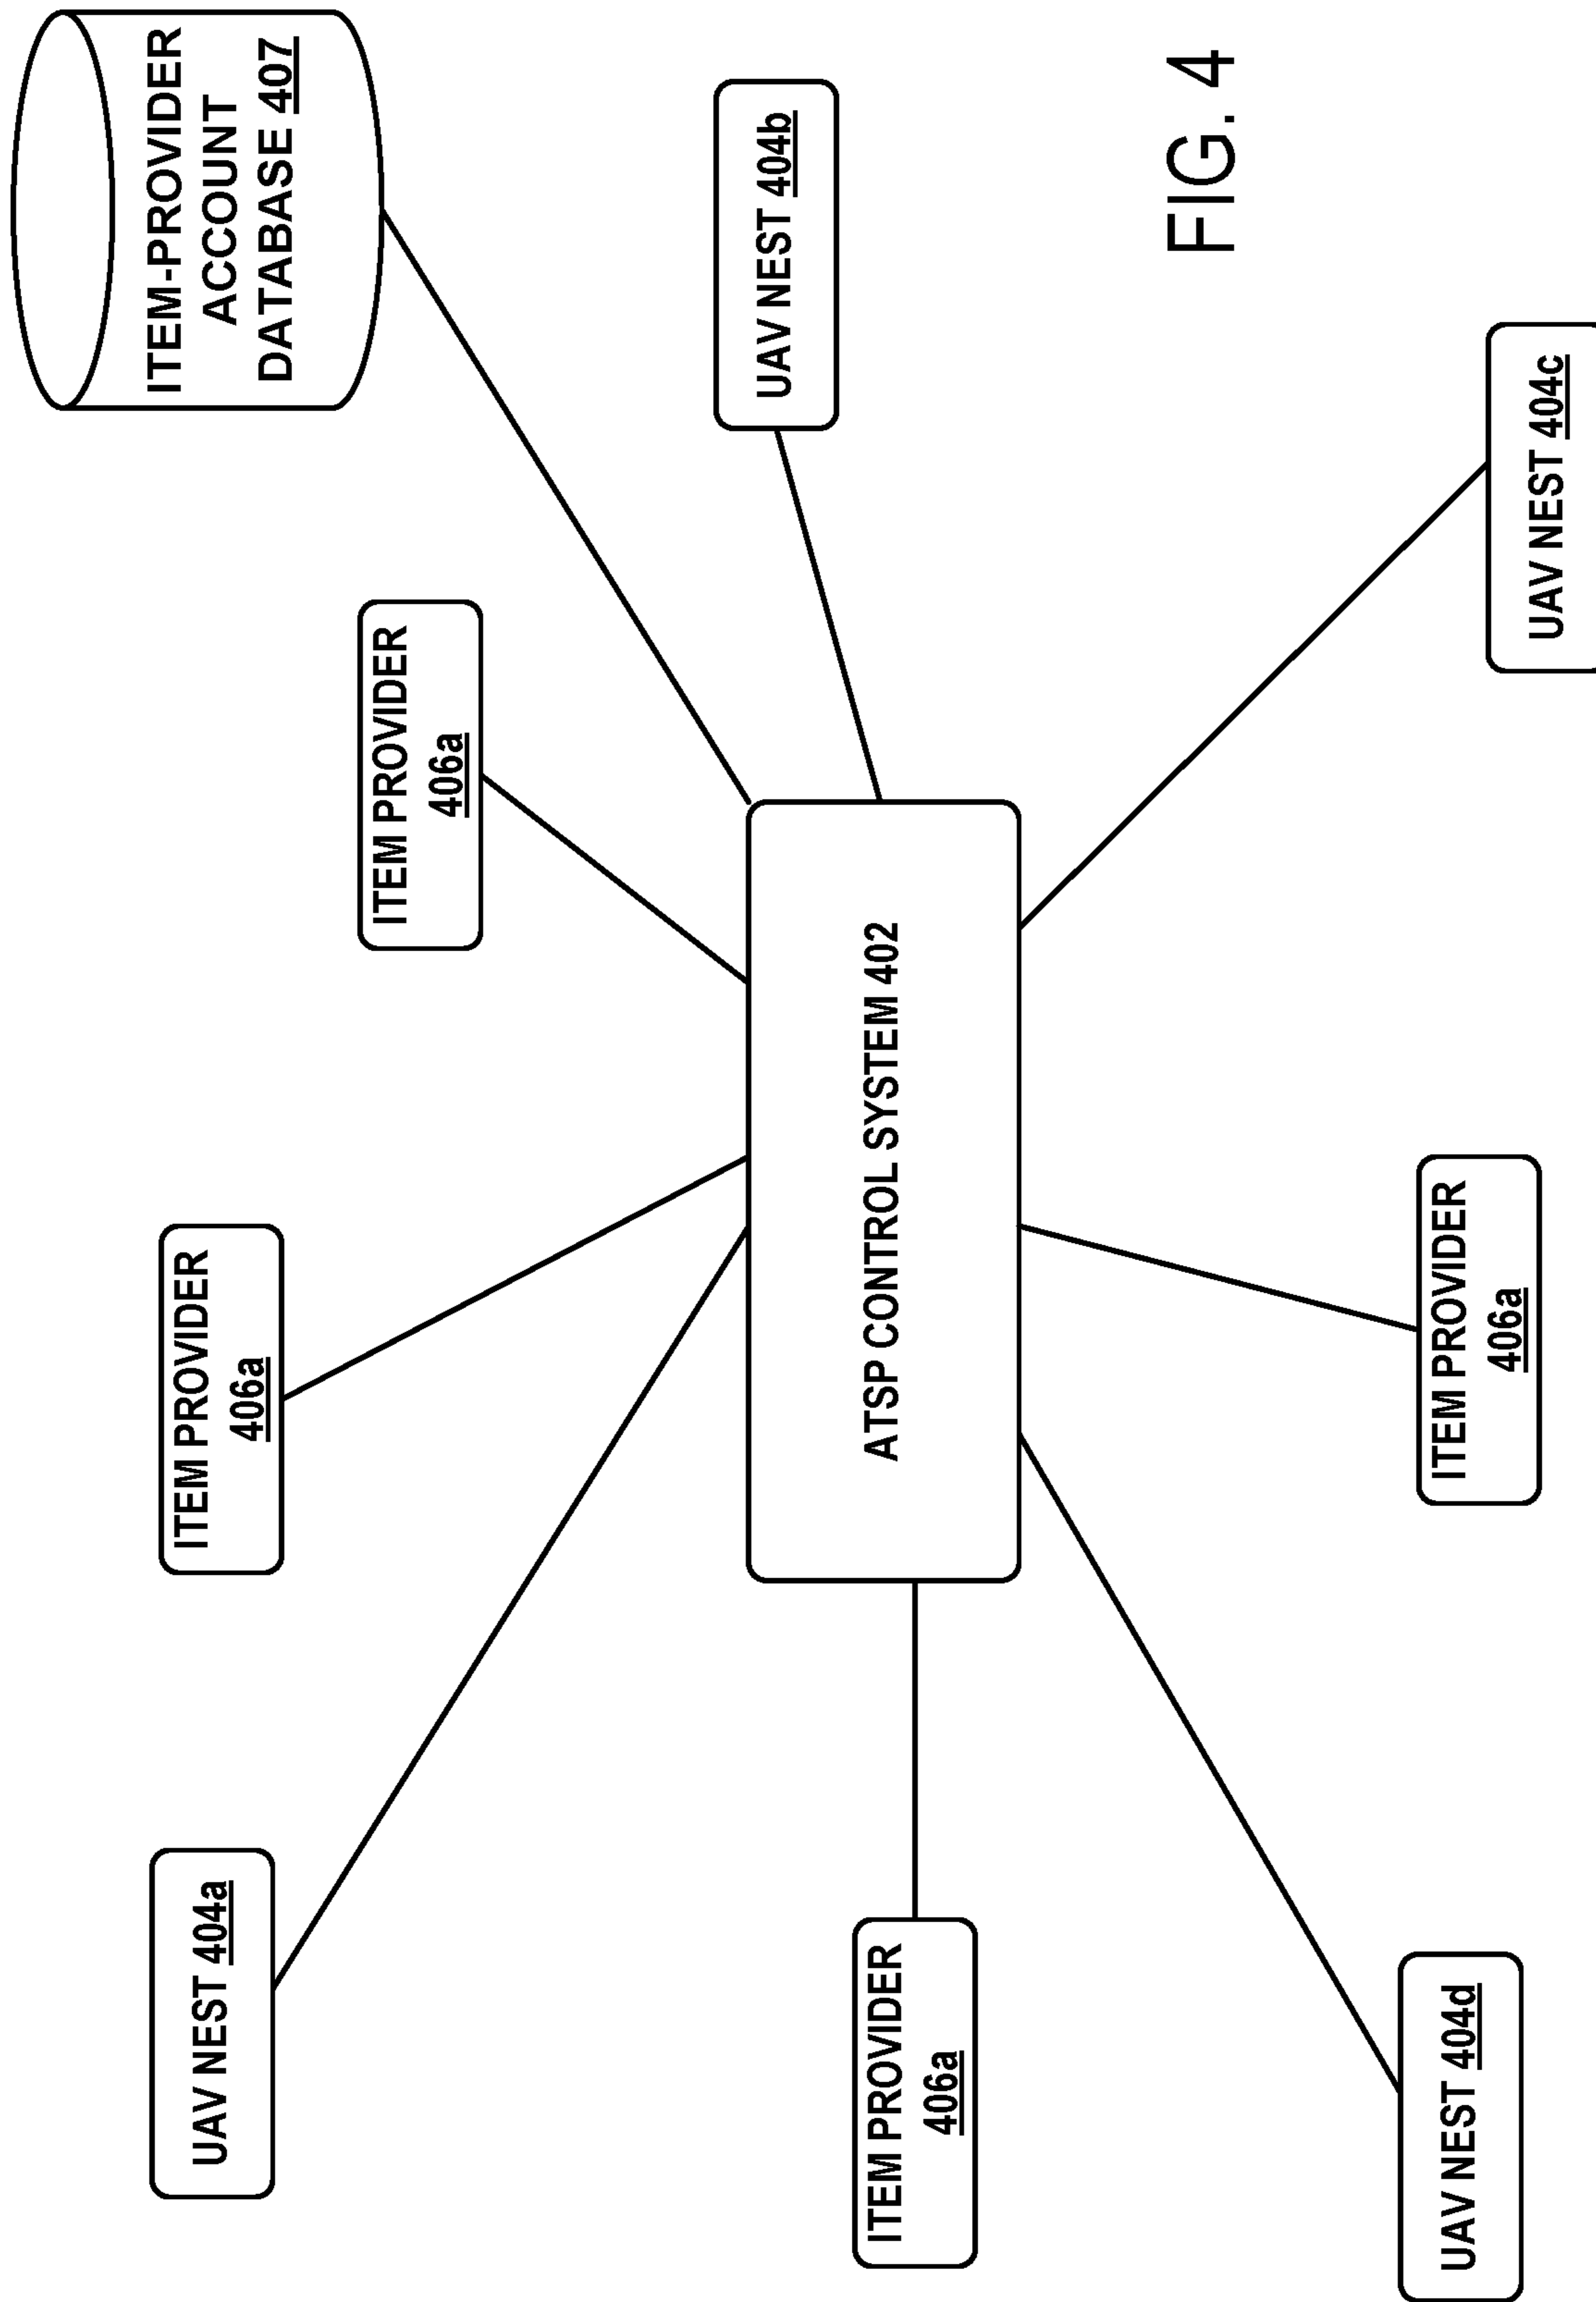 UAV NEST 404a
ITEM PROVIDER
406a
ITEM-PROVIDER
ACCOUNT
DATABASE 407
ITEM PROVIDER
406a
UAV NEST 404b
ITEM PROVIDER
406a
ATSP CONTROL SYSTEM 402
UAV NEST 404d
ITEM PROVIDER
406a
UAV NEST 404c
FIG. 4